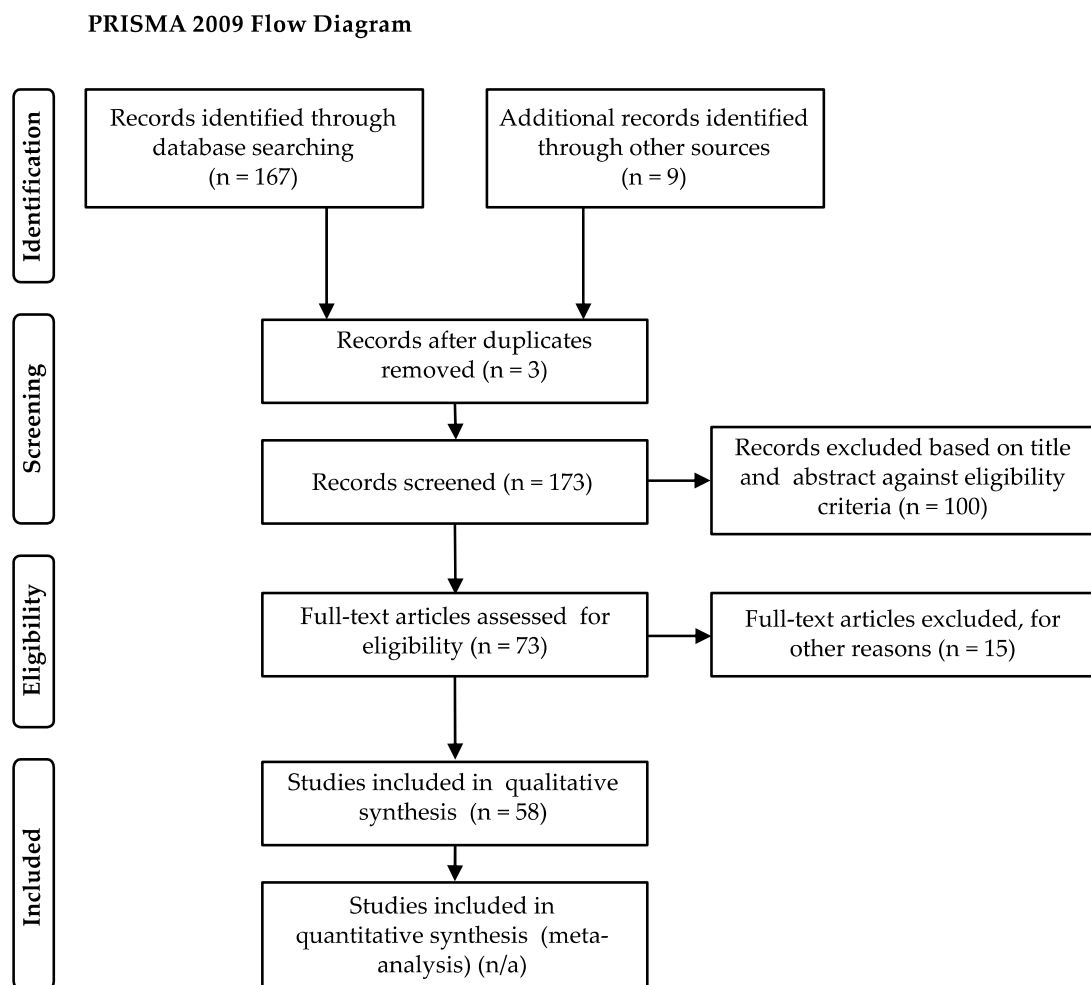 PRISMA 2009 Flow Diagram
Identification
Records identified through
database searching
(n = 167)
Additional records identified
through other sources
(n = 9)
Screening
Records after duplicates
removed (n = 3)
Records screened (n = 173)
Records excluded based on title
and abstract against eligibility
criteria (n = 100)
Eligibility
Full-text articles assessed for
eligibility (n = 73)
Full-text articles excluded, for
other reasons (n = 15)
Included
Studies included in qualitative
synthesis (n = 58)
Studies included in
quantitative synthesis (meta-
analysis) (n/a)